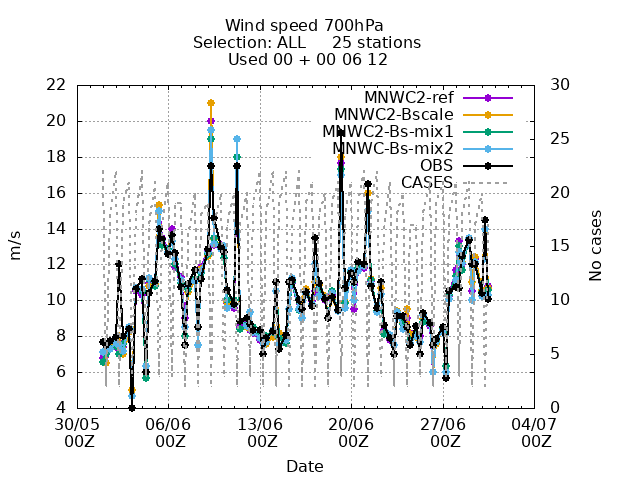 Wind speed 700hPa
Selection: ALL     25 stations
Used 00 + 00 06 12
MNWC2-ref
MNWC2-Bscale
MNWC2-Bs-mix1
MNWC-Bs-mix2
OBS
CASES
m/s
22
20
18
16
14
12
10
8
6
4
No cases
30
25
20
15
10
5
0
30/05 06/06 13/06 20/06 27/06 04/07
00Z 00Z 00Z 00Z 00Z 00Z
Date